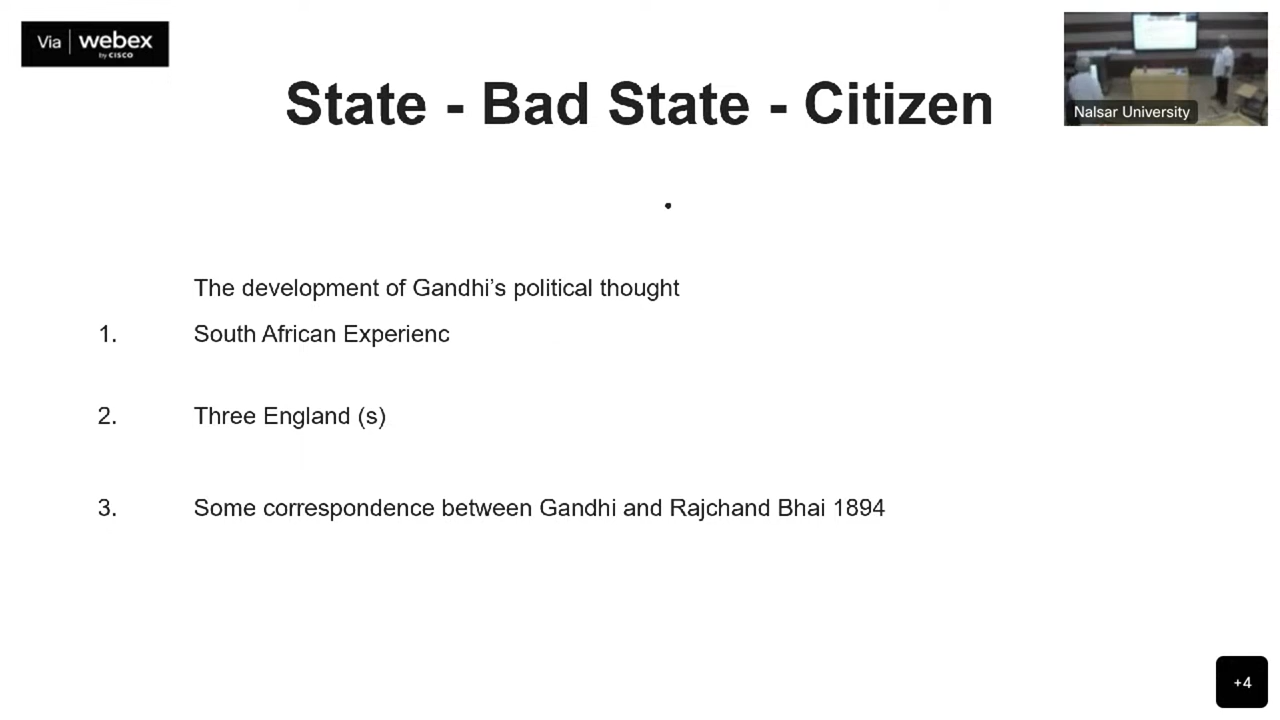 Via webex
by CISCO
Nalsar University
State - Bad State - Citizen
The development of Gandhi’s political thought
1. South African Experienc
2. Three England (s)
3. Some correspondence between Gandhi and Rajchand Bhai 1894
+4